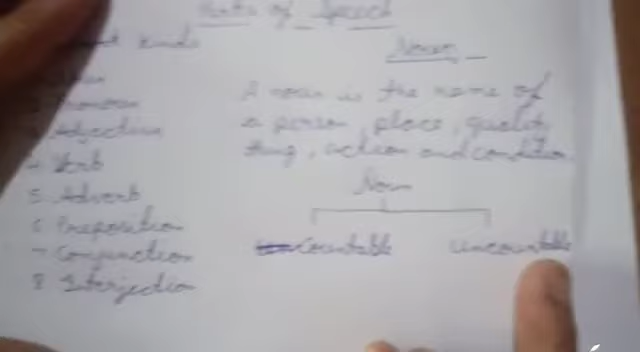 Parts of Speech
kinds
Noun
Pronoun
3 Adjective
4 Verb
5 Adverb
6 Preposition
7 Conjunction
8 Interjection
A noun is the name of
a person, place, quality
thing, action and condition
Noun
Countable Uncountable